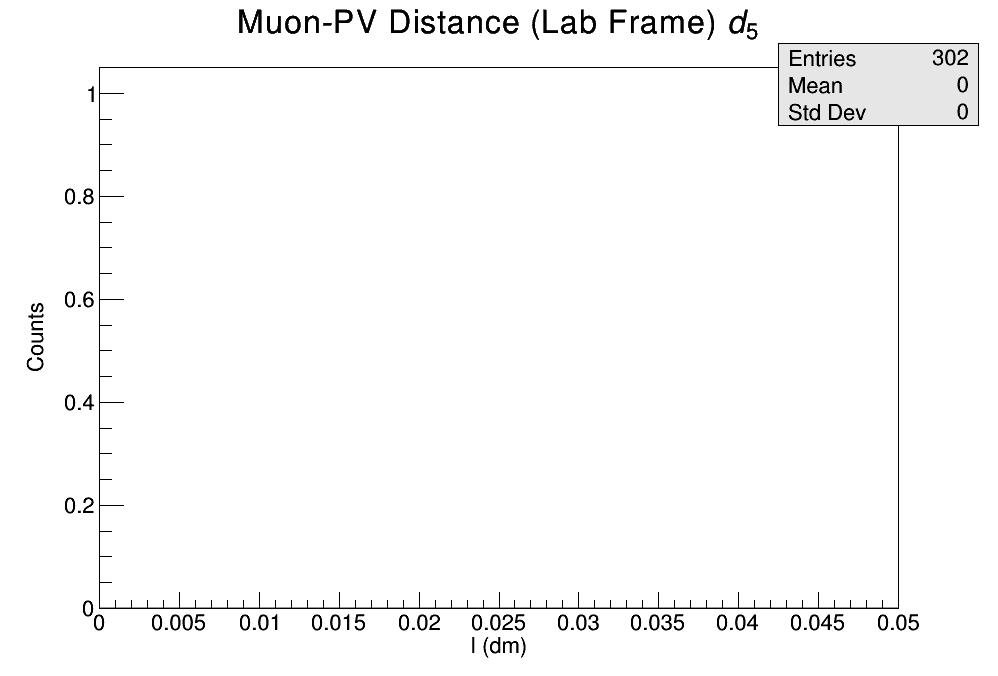 Muon-PV Distance (Lab Frame) d5
Entries 302
Mean 0
Std Dev 0
1
0.8
0.6
0.4
0.2
0
Counts
0 0.005 0.01 0.015 0.02 0.025 0.03 0.035 0.04 0.045 0.05
l (dm)